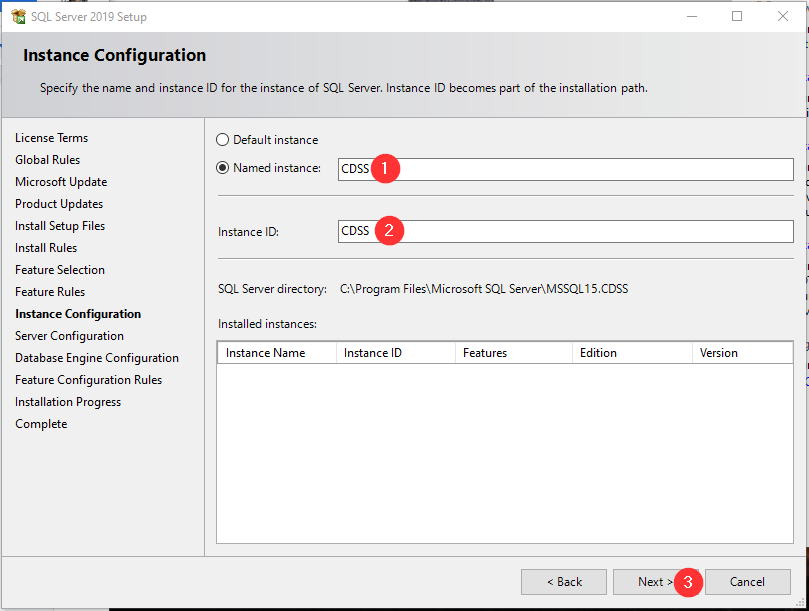 SQL Server 2019 Setup
Instance Configuration
Specify the name and instance ID for the instance of SQL Server. Instance ID becomes part of the installation path.
License Terms
Global Rules
Microsoft Update
Product Updates
Install Setup Files
Install Rules
Feature Selection
Feature Rules
Instance Configuration
Server Configuration
Database Engine Configuration
Feature Configuration Rules
Installation Progress
Complete
Default instance
Named instance: CDSS 1
Instance ID: CDSS 2
SQL Server directory: C:\Program Files\Microsoft SQL Server\MSSQL15.CDSS
Installed instances:
Instance Name Instance ID Features Edition Version
< Back Next > 3 Cancel